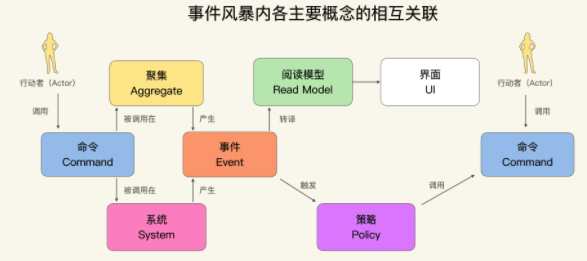 事件风暴内各主要概念的相互关联
行动者（Actor）
聚集
Aggregate
阅读模型
Read Model
界面
UI
行动者（Actor）
调用
被调用在
产生
转译
调用
命令
Command
事件
Event
命令
Command
被调用在
产生
触发
调用
系统
System
策略
Policy